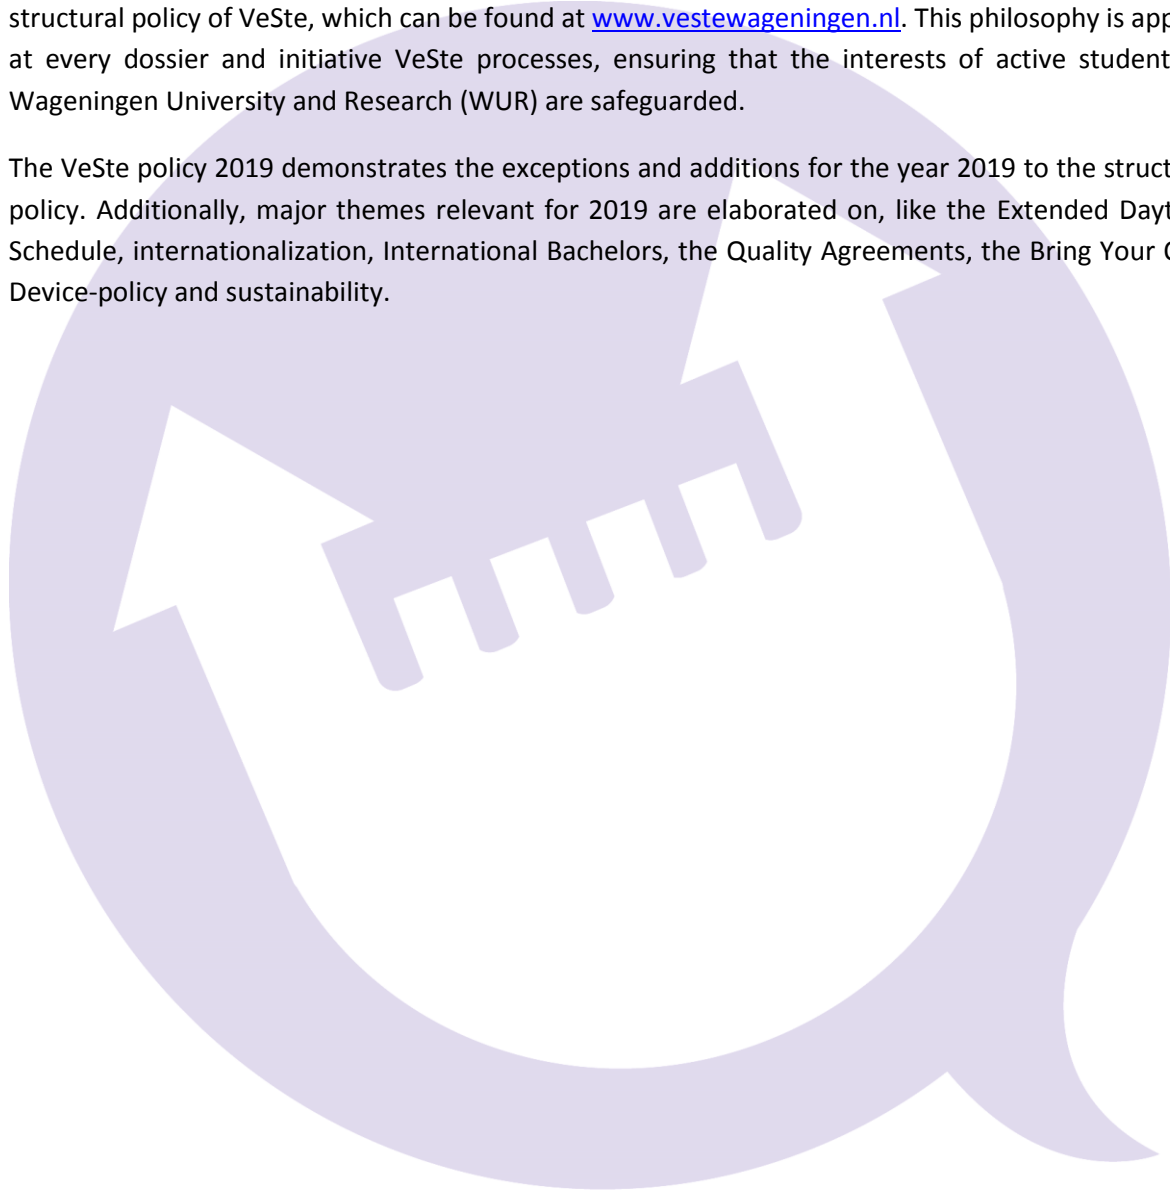 structural policy of VeSte, which can be found at www.vestewageningen.nl. This philosophy is app
at every dossier and initiative VeSte processes, ensuring that the interests of active student
Wageningen University and Research (WUR) are safeguarded.
The VeSte policy 2019 demonstrates the exceptions and additions for the year 2019 to the struct
policy. Additionally, major themes relevant for 2019 are elaborated on, like the Extended Dayt
Schedule, internationalization, International Bachelors, the Quality Agreements, the Bring Your
Device-policy and sustainability.